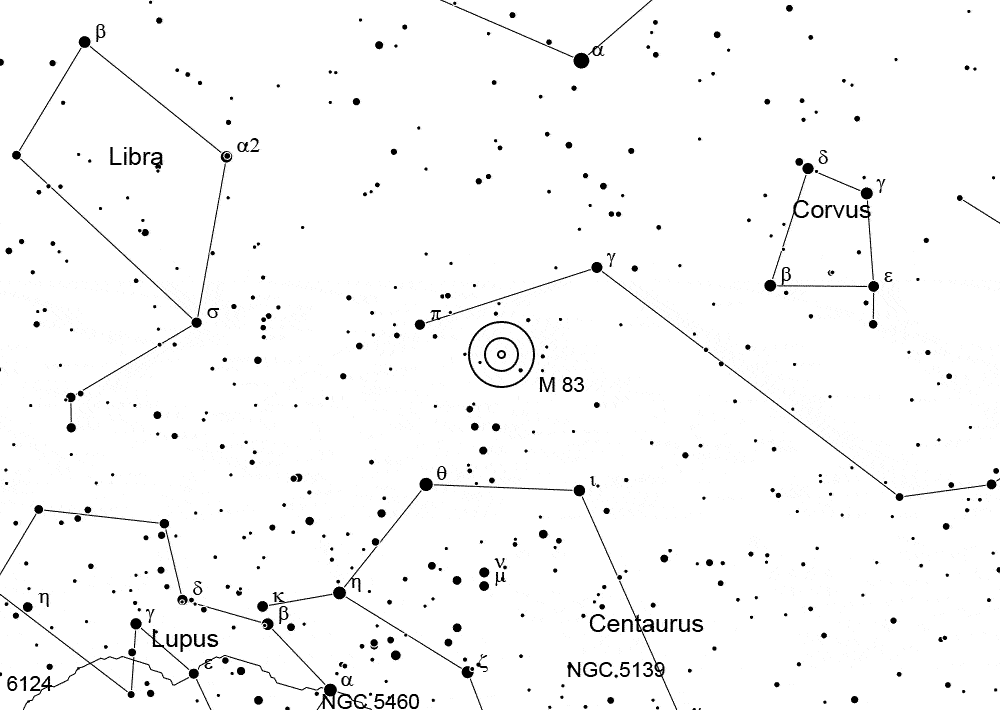 β
α
α2
Libra
δ
γ
Corvus
γ
β
ε
π
σ
M 83
θ
ι
ν
μ
η
δ
κ
η
γ
β
Centaurus
Lupus
ε
ζ
NGC 5139
6124
α
NGC 5460